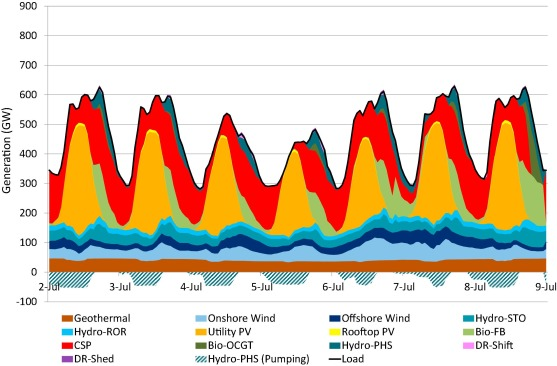 900
800
700
600
500
400
300
200
100
0
-100
Generation (GW)
2-Jul 3-Jul 4-Jul 5-Jul 6-Jul 7-Jul 8-Jul 9-Jul
Geothermal Onshore Wind Offshore Wind Hydro-STO
Hydro-ROR Utility PV Rooftop PV Bio-FB
CSP Bio-OCGT Hydro-PHS DR-Shift
DR-Shed Hydro-PHS (Pumping) Load